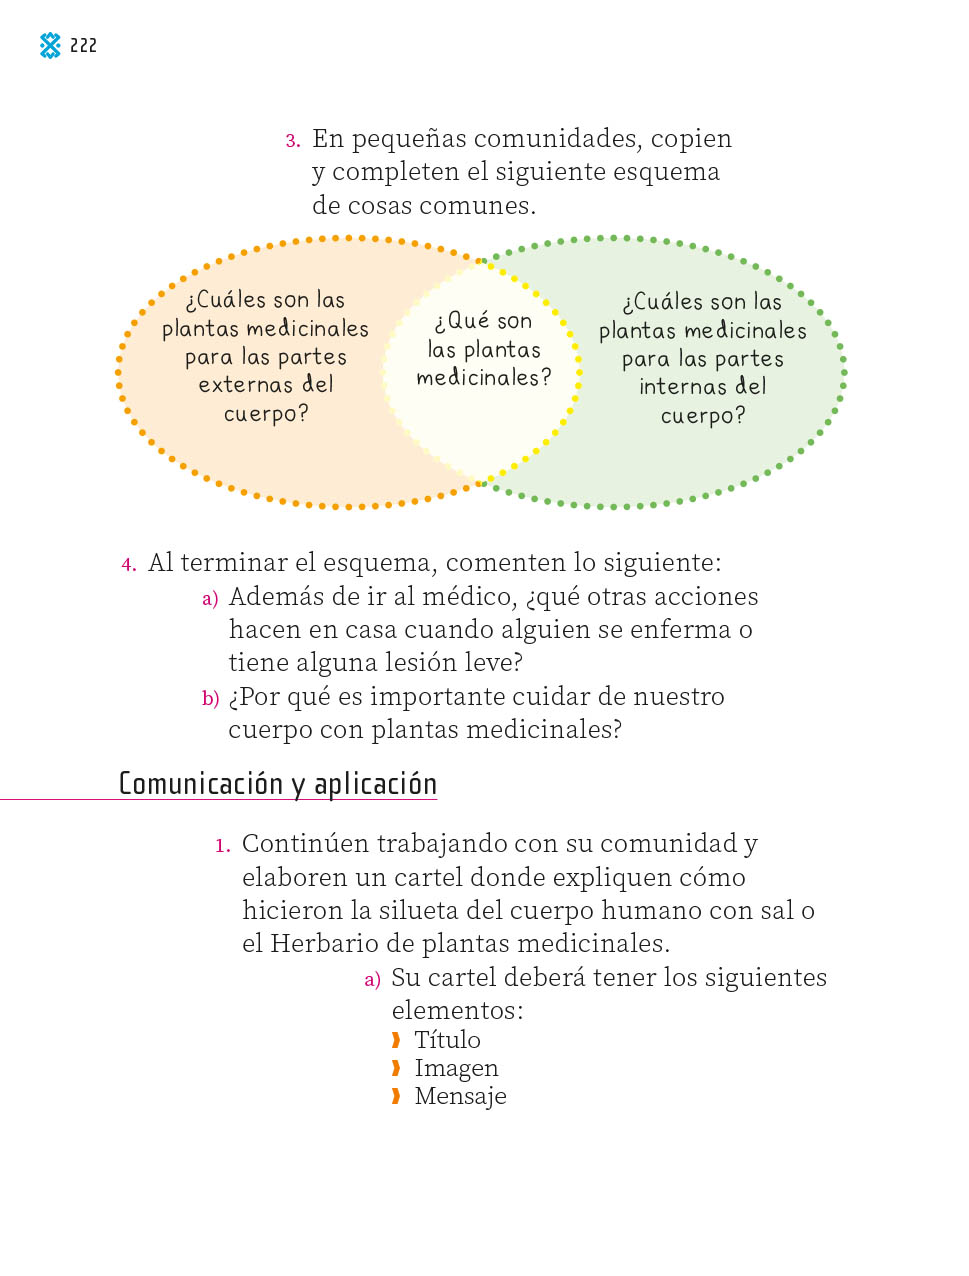 222
3. En pequeñas comunidades, copien
y completen el siguiente esquema
de cosas comunes.
¿Cuáles son las
plantas medicinales
para las partes
externas del
cuerpo?
¿Qué son
las plantas
medicinales?
¿Cuáles son las
plantas medicinales
para las partes
internas del
cuerpo?
4. Al terminar el esquema, comenten lo siguiente:
a) Además de ir al médico, ¿qué otras acciones
hacen en casa cuando alguien se enferma o
tiene alguna lesión leve?
b) ¿Por qué es importante cuidar de nuestro
cuerpo con plantas medicinales?
Comunicación y aplicación
1. Continúen trabajando con su comunidad y
elaboren un cartel donde expliquen cómo
hicieron la silueta del cuerpo humano con sal o
el Herbario de plantas medicinales.
a) Su cartel deberá tener los siguientes
elementos:
Título
Imagen
Mensaje